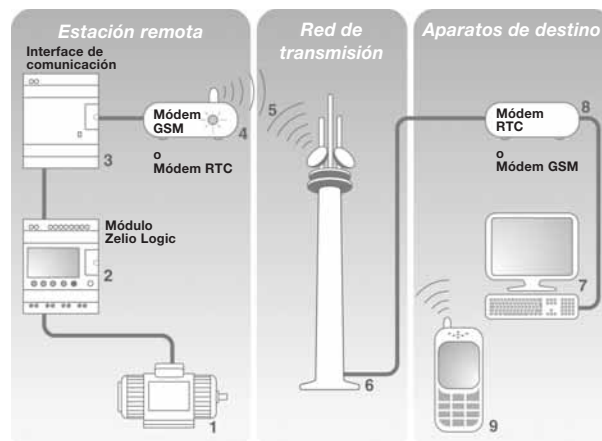 Estación remota
Interface de
comunicación
3
Módem
GSM
4
o
Módem RTC
Módulo
Zelio Logic
2
1
Red de
transmisión
5
6
Aparatos de destino
Módem
RTC
8
o
Módem GSM
7
9